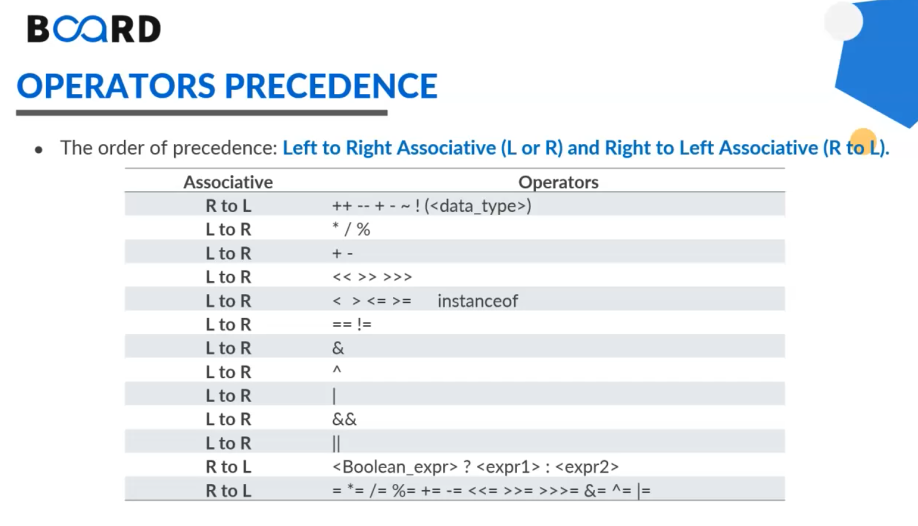 BOARD
OPERATORS PRECEDENCE
• The order of precedence: Left to Right Associative (L or R) and Right to Left Associative (R to L).
Associative Operators
R to L ++ -- + - ~ ! (<data_type>)
L to R * / %
L to R + -
L to R << >> >>>
L to R < > <= >= instanceof
L to R == !=
L to R &
L to R ^
L to R |
L to R &&
L to R ||
R to L <Boolean_expr> ? <expr1> : <expr2>
R to L = *= /= %= += -= <<= >>= >>>= &= ^= |=